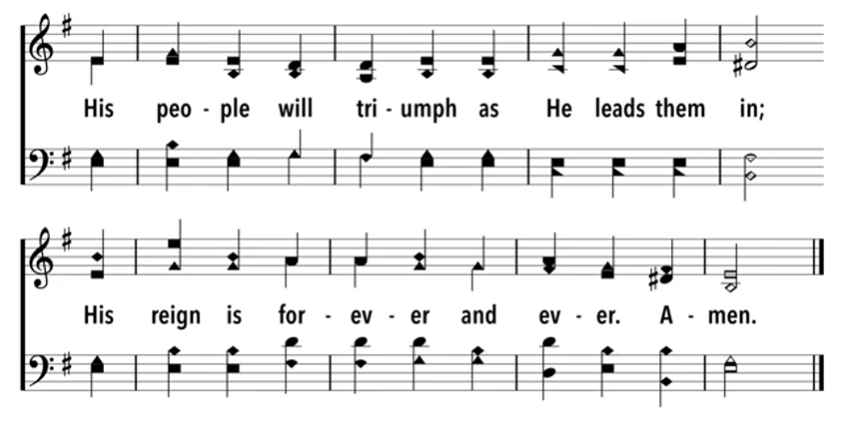 His peo - ple will tri - umph as He leads them in;
His reign is for - ev - er and ev - er. A - men.